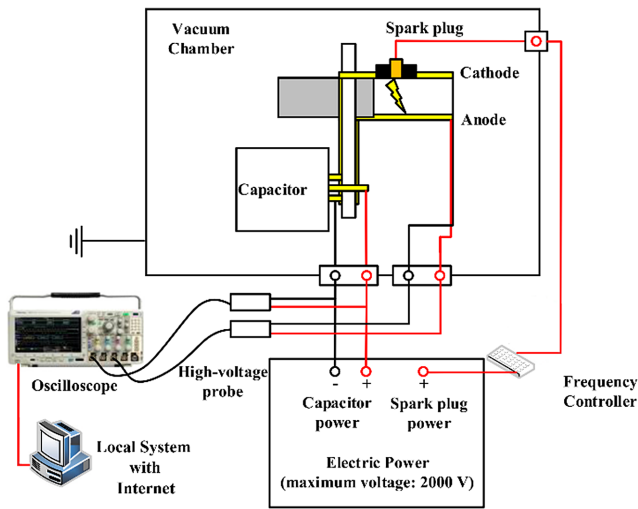 Vacuum
Chamber
Spark plug
Cathode
Anode
Capacitor
Oscilloscope
High-voltage
probe
- + +
Capacitor
power
Spark plug
power
Frequency
Controller
Local System
with
Internet
Electric Power
(maximum voltage: 2000 V)